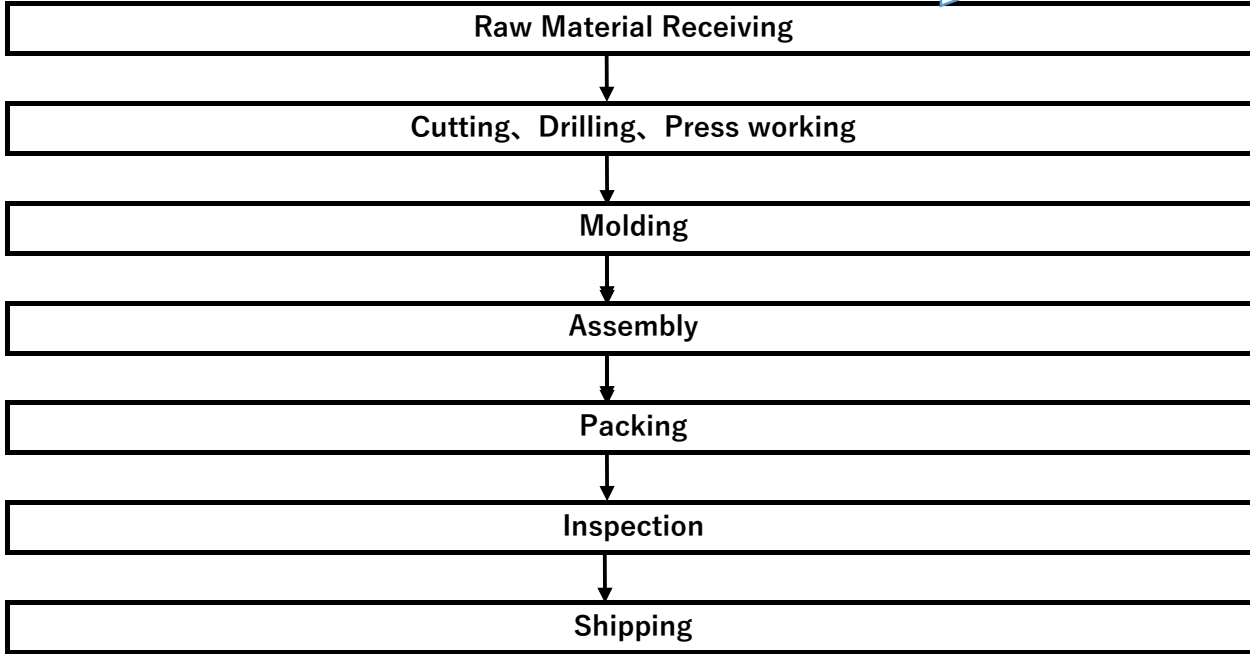 Raw Material Receiving
Cutting、Drilling、Press working
Molding
Assembly
Packing
Inspection
Shipping